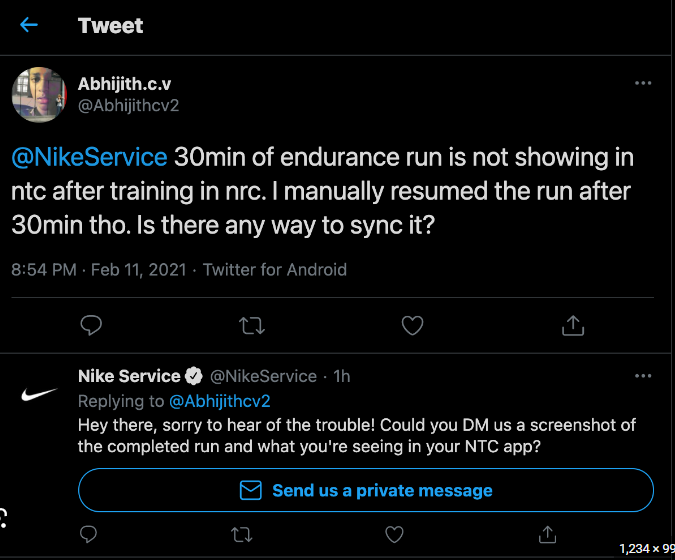 Tweet
Abhijith.c.v
@Abhijithcv2
@NikeService 30min of endurance run is not showing in
ntc after training in nrc. I manually resumed the run after
30min tho. Is there any way to sync it?
8:54 PM · Feb 11, 2021 · Twitter for Android
Nike Service @NikeService · 1h
Replying to @Abhijithcv2
Hey there, sorry to hear of the trouble! Could you DM us a screenshot of
the completed run and what you're seeing in your NTC app?
Send us a private message